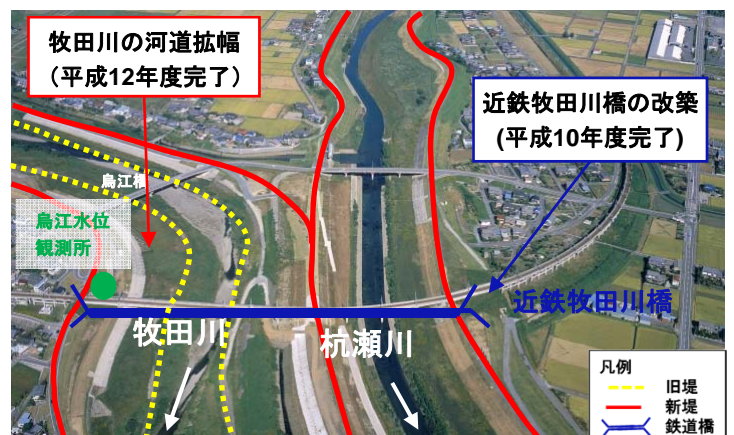 牧田川の河道拡幅
（平成12年度完了）
近鉄牧田川橋の改築
(平成10年度完了)
烏江橋
烏江水位
観測所
近鉄牧田川橋
牧田川
杭瀬川
凡例
旧堤
新堤
鉄道橋